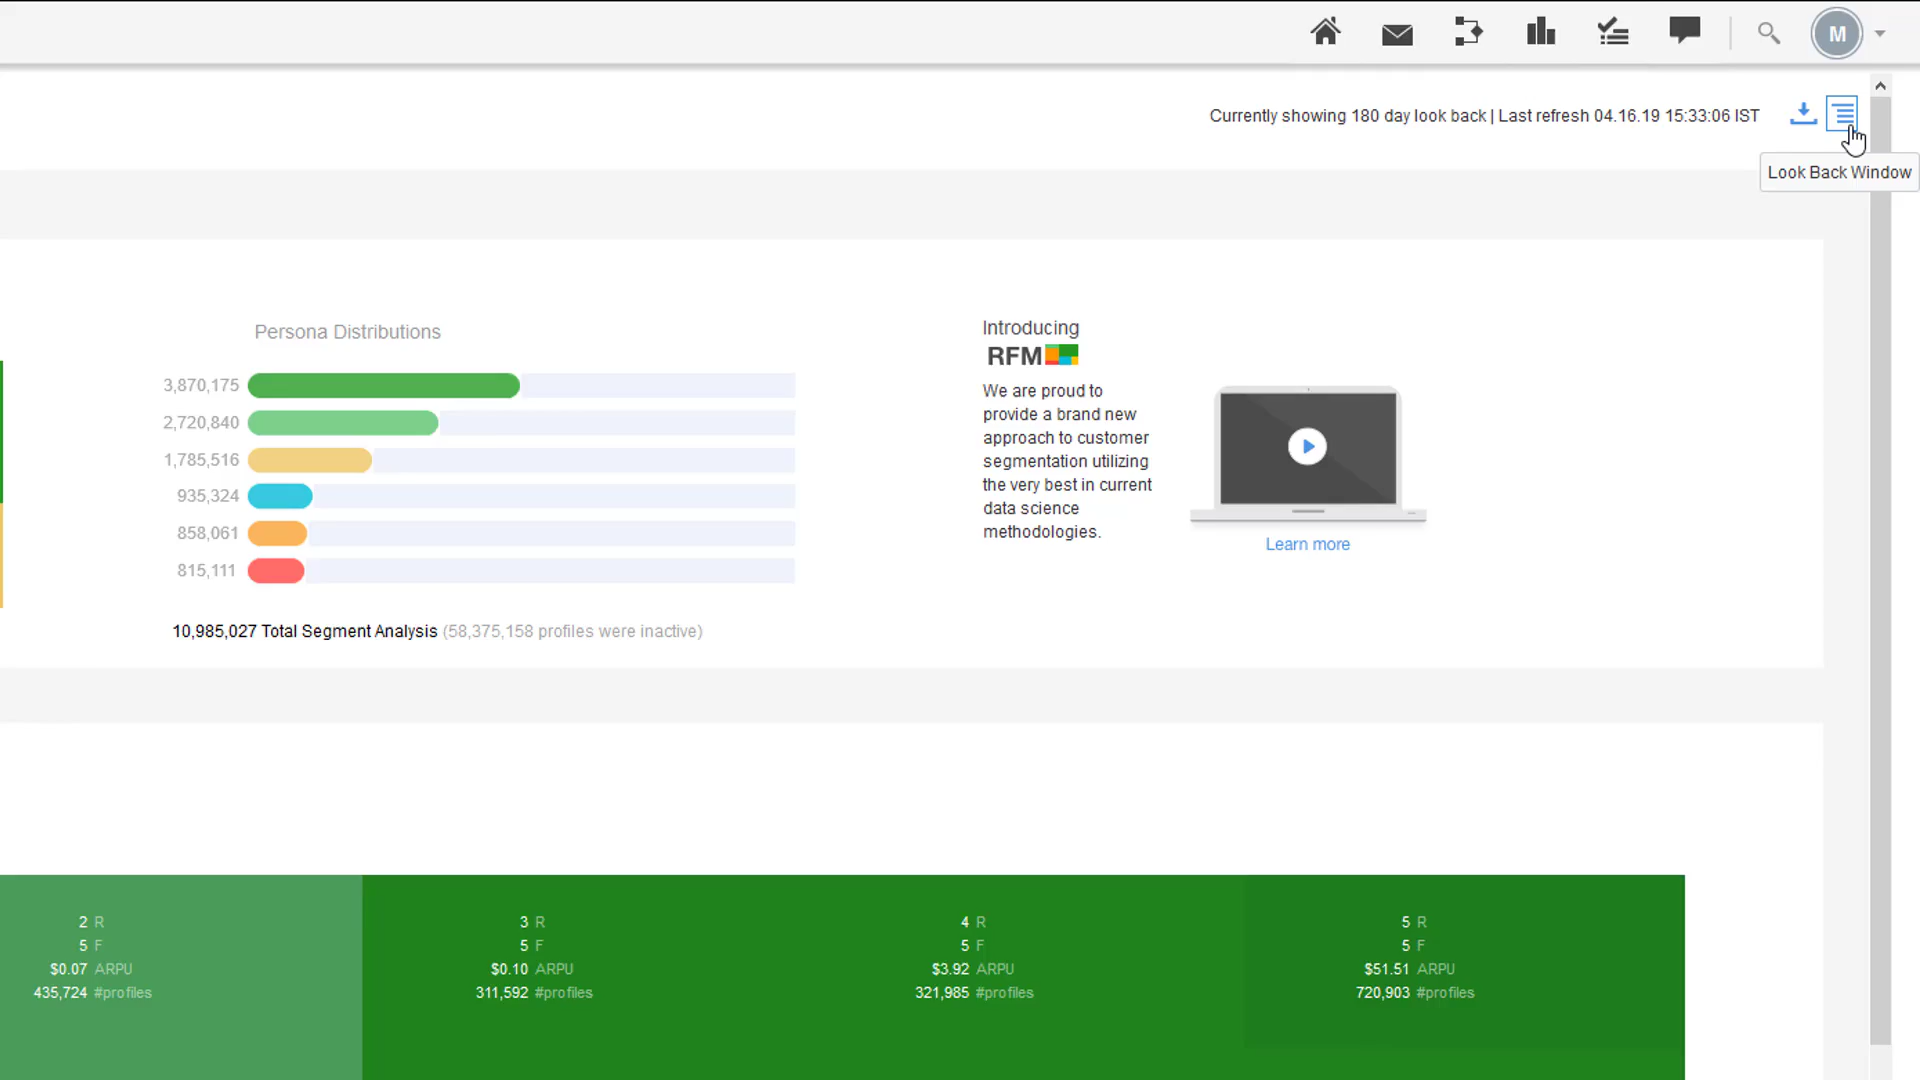 M
Currently showing 180 day look back | Last refresh 04.16.19 15:33:06 IST
Look Back Window
Persona Distributions
3,870,175
2,720,840
1,785,516
935,324
858,061
815,111
10,985,027 Total Segment Analysis (58,375,158 profiles were inactive)
Introducing
RFM
We are proud to
provide a brand new
approach to customer
segmentation utilizing
the very best in current
data science
methodologies.
Learn more
2 R
5 F
$0.07 ARPU
435,724 #profiles
3 R
5 F
$0.10 ARPU
311,592 #profiles
4 R
5 F
$3.92 ARPU
321,985 #profiles
5 R
5 F
$51.51 ARPU
720,903 #profiles